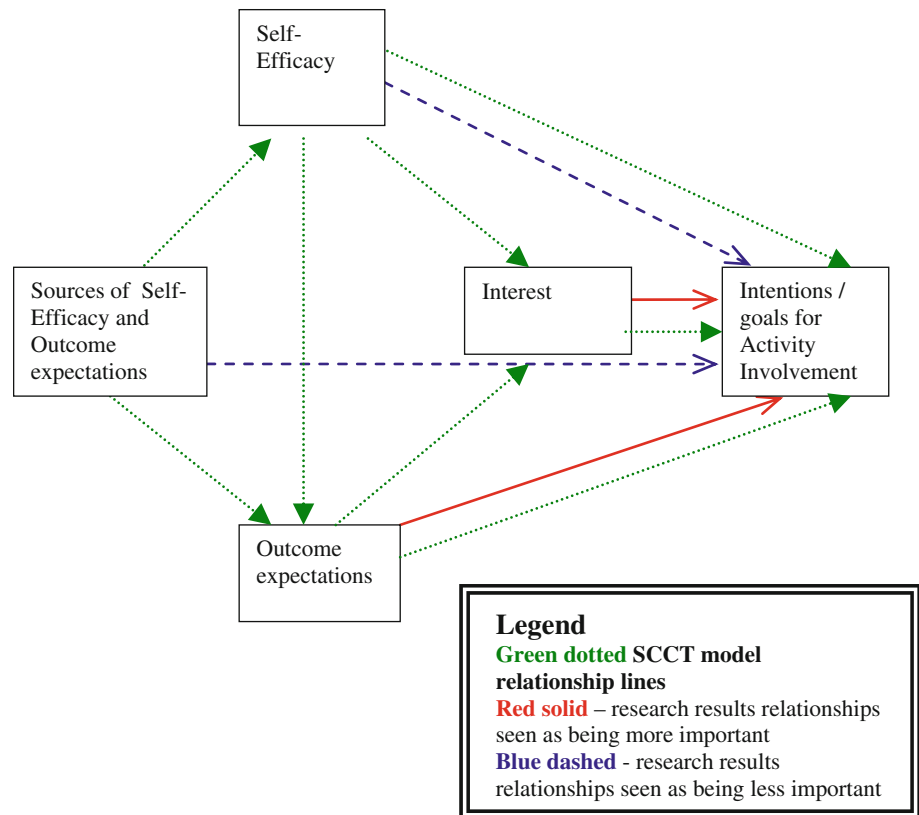 Self-
Efficacy
Sources of Self-
Efficacy and
Outcome
expectations
Interest
Intentions /
goals for
Activity
Involvement
Outcome
expectations
Legend
Green dotted SCCT model
relationship lines
Red solid – research results relationships
seen as being more important
Blue dashed - research results
relationships seen as being less important